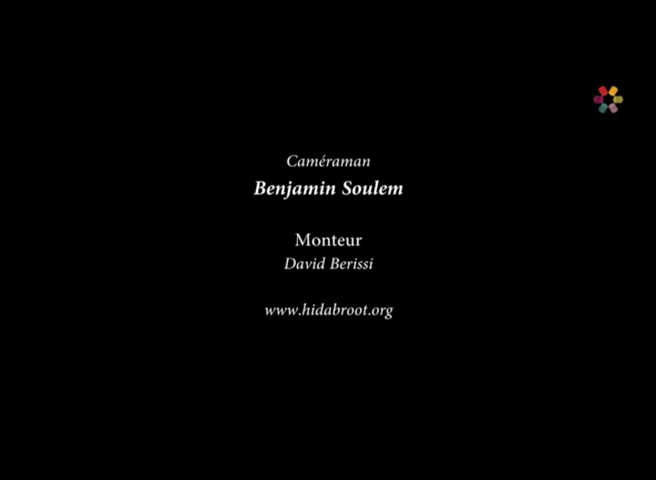 Caméraman
Benjamin Soulem
Monteur
David Berissi
www.hidabroot.org